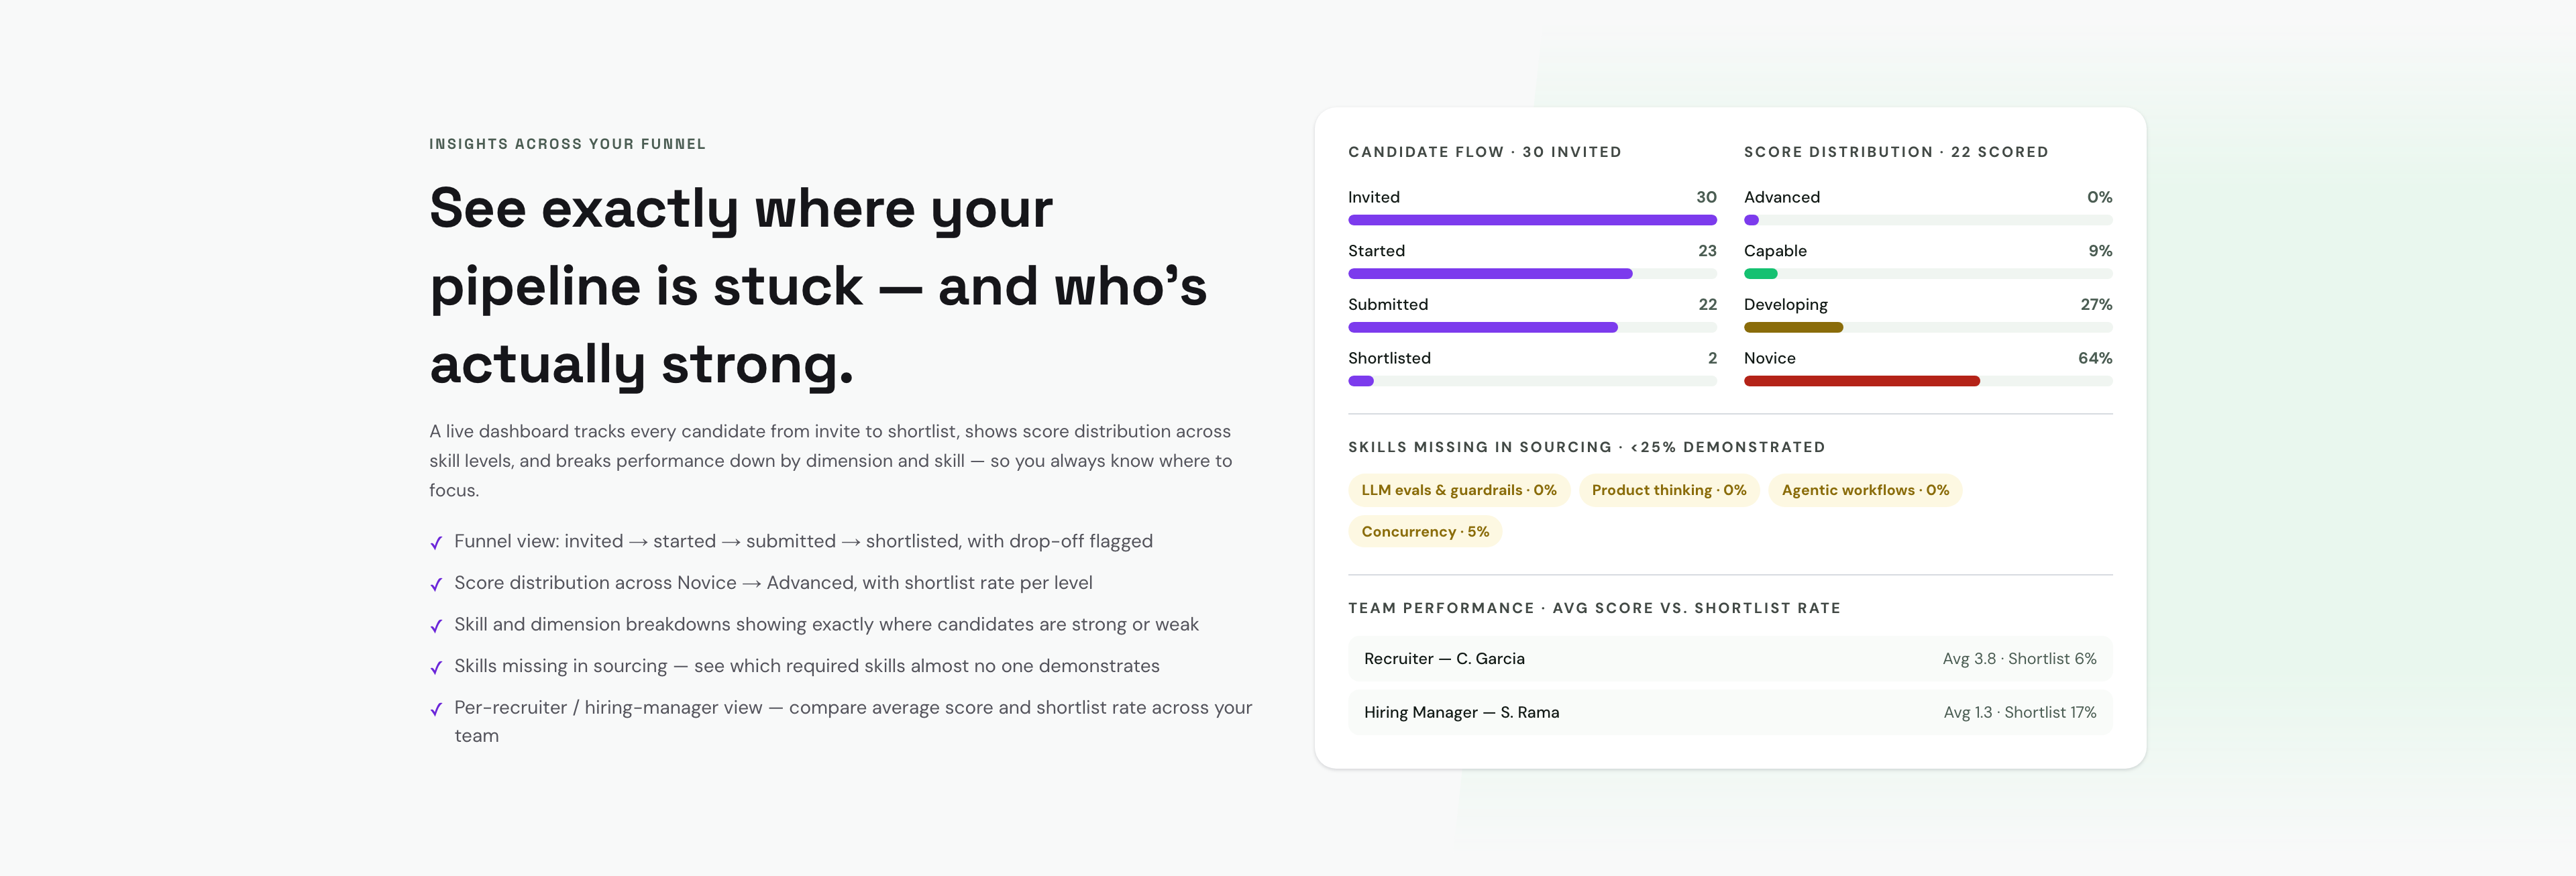 INSIGHTS ACROSS YOUR FUNNEL
See exactly where your
pipeline is stuck — and who’s
actually strong.
A live dashboard tracks every candidate from invite to shortlist, shows score distribution across
skill levels, and breaks performance down by dimension and skill — so you always know where to
focus.
✓ Funnel view: invited → started → submitted → shortlisted, with drop-off flagged
✓ Score distribution across Novice → Advanced, with shortlist rate per level
✓ Skill and dimension breakdowns showing exactly where candidates are strong or weak
✓ Skills missing in sourcing — see which required skills almost no one demonstrates
✓ Per-recruiter / hiring-manager view — compare average score and shortlist rate across your
team
CANDIDATE FLOW · 30 INVITED
Invited 30
Started 23
Submitted 22
Shortlisted 2
SCORE DISTRIBUTION · 22 SCORED
Advanced 0%
Capable 9%
Developing 27%
Novice 64%
SKILLS MISSING IN SOURCING · <25% DEMONSTRATED
LLM evals & guardrails · 0% Product thinking · 0% Agentic workflows · 0%
Concurrency · 5%
TEAM PERFORMANCE · AVG SCORE VS. SHORTLIST RATE
Recruiter — C. Garcia Avg 3.8 · Shortlist 6%
Hiring Manager — S. Rama Avg 1.3 · Shortlist 17%